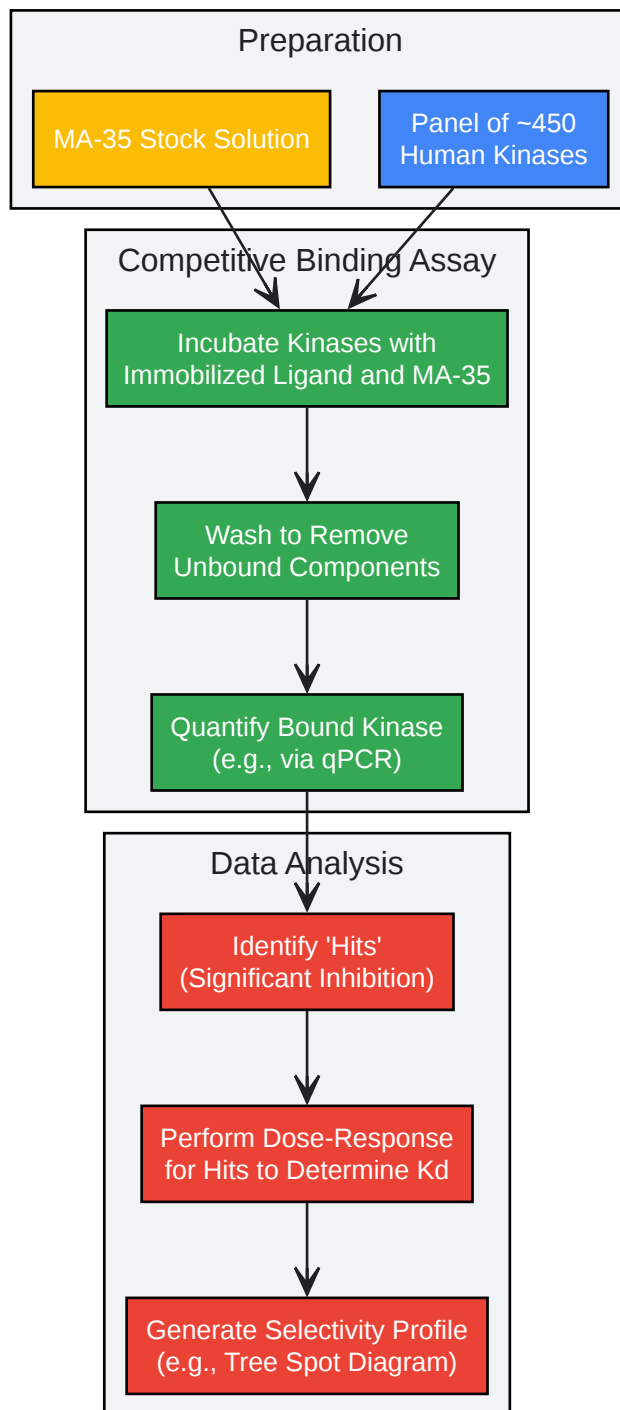 Preparation
MA-35 Stock Solution
Panel of ~450
Human Kinases
Competitive Binding Assay
Incubate Kinases with
Immobilized Ligand and MA-35
Wash to Remove
Unbound Components
Quantify Bound Kinase
(e.g., via qPCR)
Data Analysis
Identify 'Hits'
(Significant Inhibition)
Perform Dose-Response
for Hits to Determine Kd
Generate Selectivity Profile
(e.g., Tree Spot Diagram)